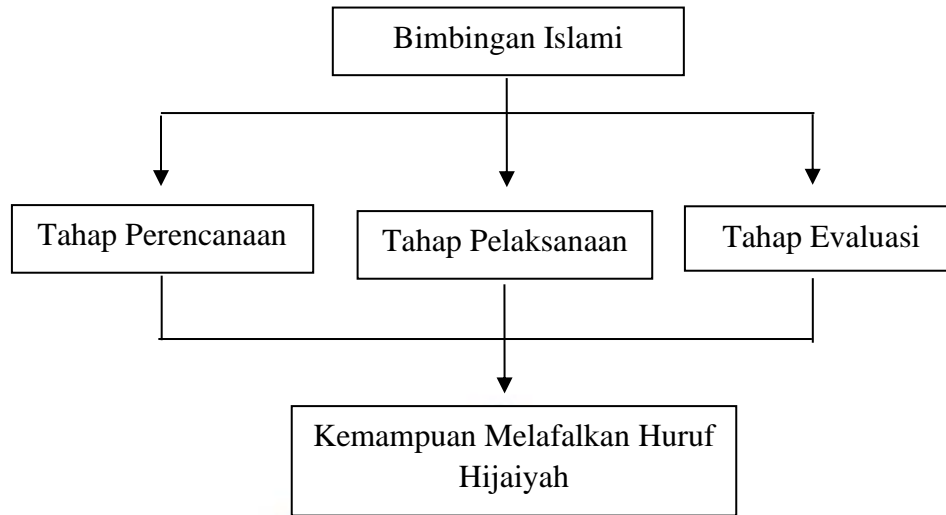 Bimbingan Islami
Tahap Perencanaan
Tahap Pelaksanaan
Tahap Evaluasi
Kemampuan Melafalkan Huruf
Hijaiyah